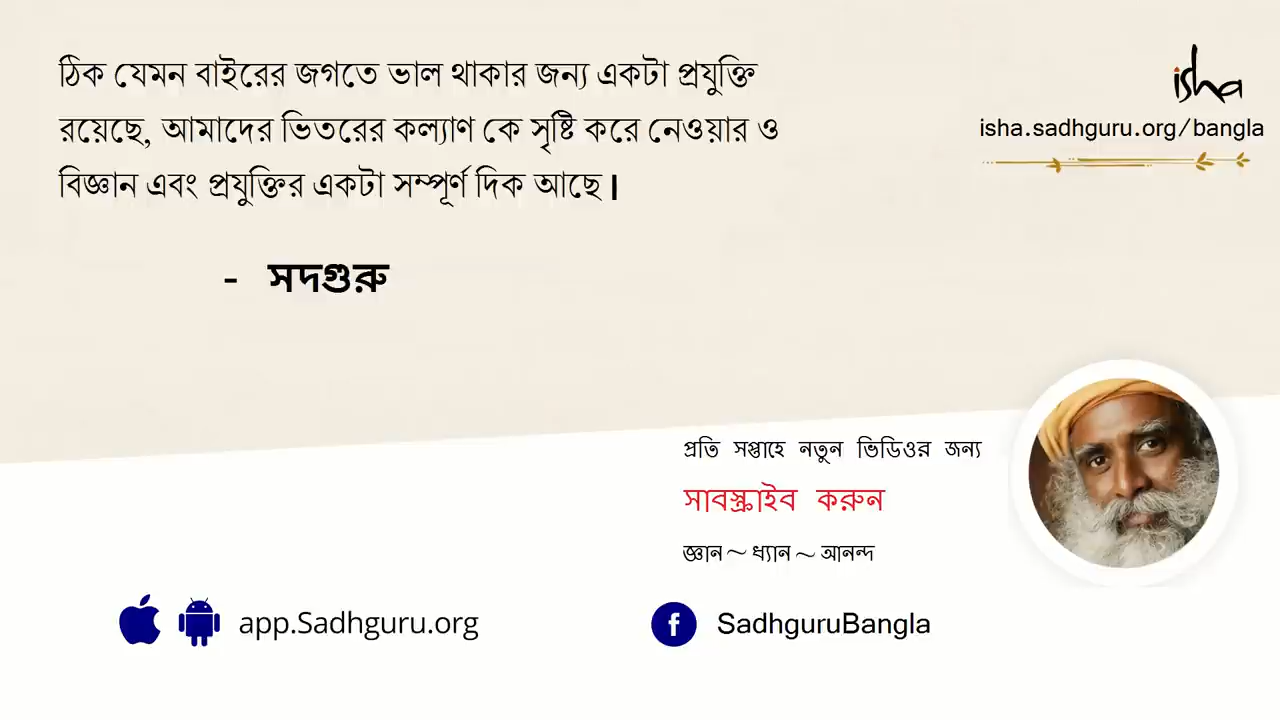 ঠিক যেমন বাইরের জগতে ভাল থাকার জন্য একটা প্রযুক্তি
রয়েছে, আমাদের ভিতরের কল্যাণ কে সৃষ্টি করে নেওয়ার ও
বিজ্ঞান এবং প্রযুক্তির একটা সম্পূর্ণ দিক আছে।
- সদগুরু
isha
isha.sadhguru.org/bangla
প্রতি সপ্তাহে নতুন ভিডিওর জন্য
সাবস্ক্রাইব করুন
জ্ঞান ~ ধ্যান ~ আনন্দ
app.Sadhguru.org
f SadhguruBangla